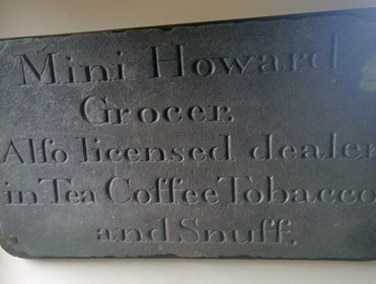 Mini Howard
Grocer.
Alſo licensed dealer
in Tea Coffee Tobacco
and Snuff.